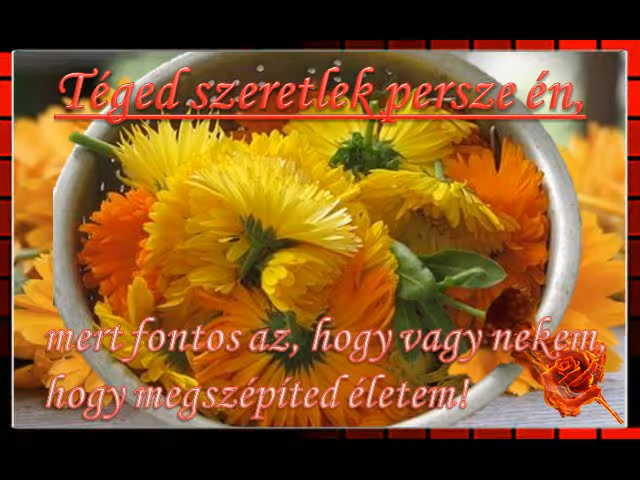 Téged szeretlek persze én,
mert fontos az, hogy vagy nekem,
hogy megszépíted életem!